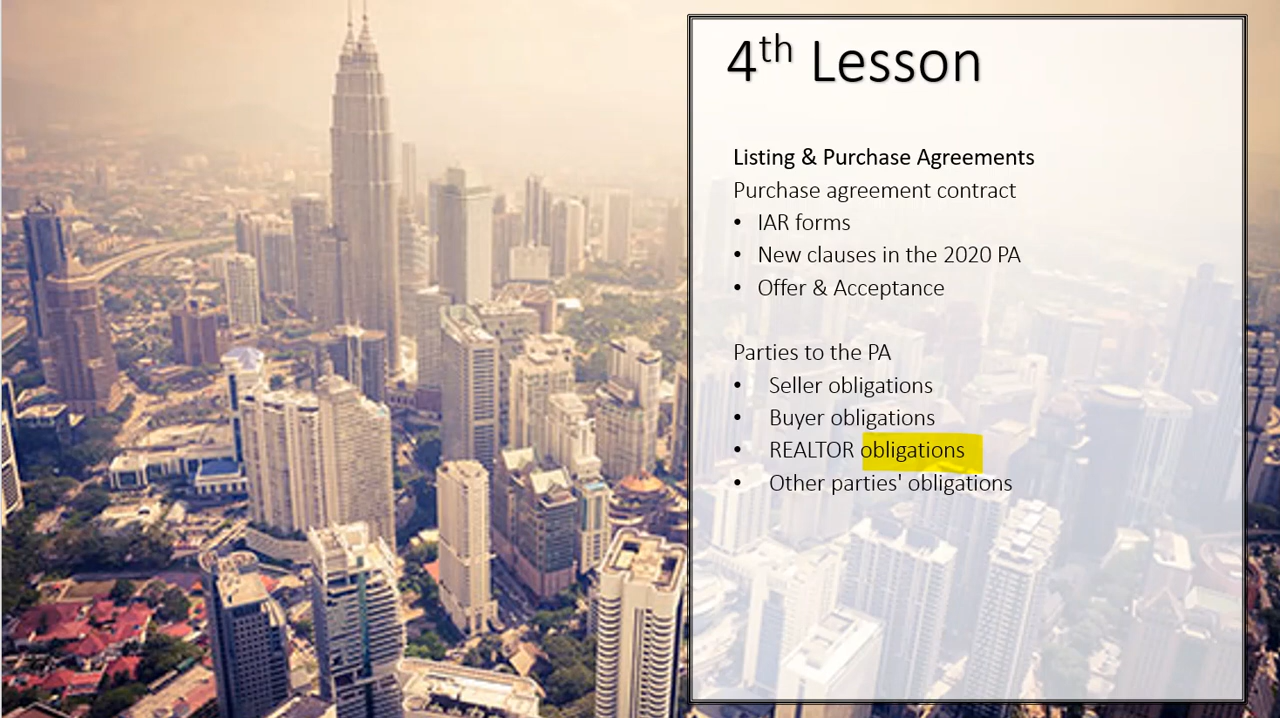 4th Lesson
Listing & Purchase Agreements
Purchase agreement contract
• IAR forms
• New clauses in the 2020 PA
• Offer & Acceptance
Parties to the PA
• Seller obligations
• Buyer obligations
• REALTOR obligations
• Other parties' obligations